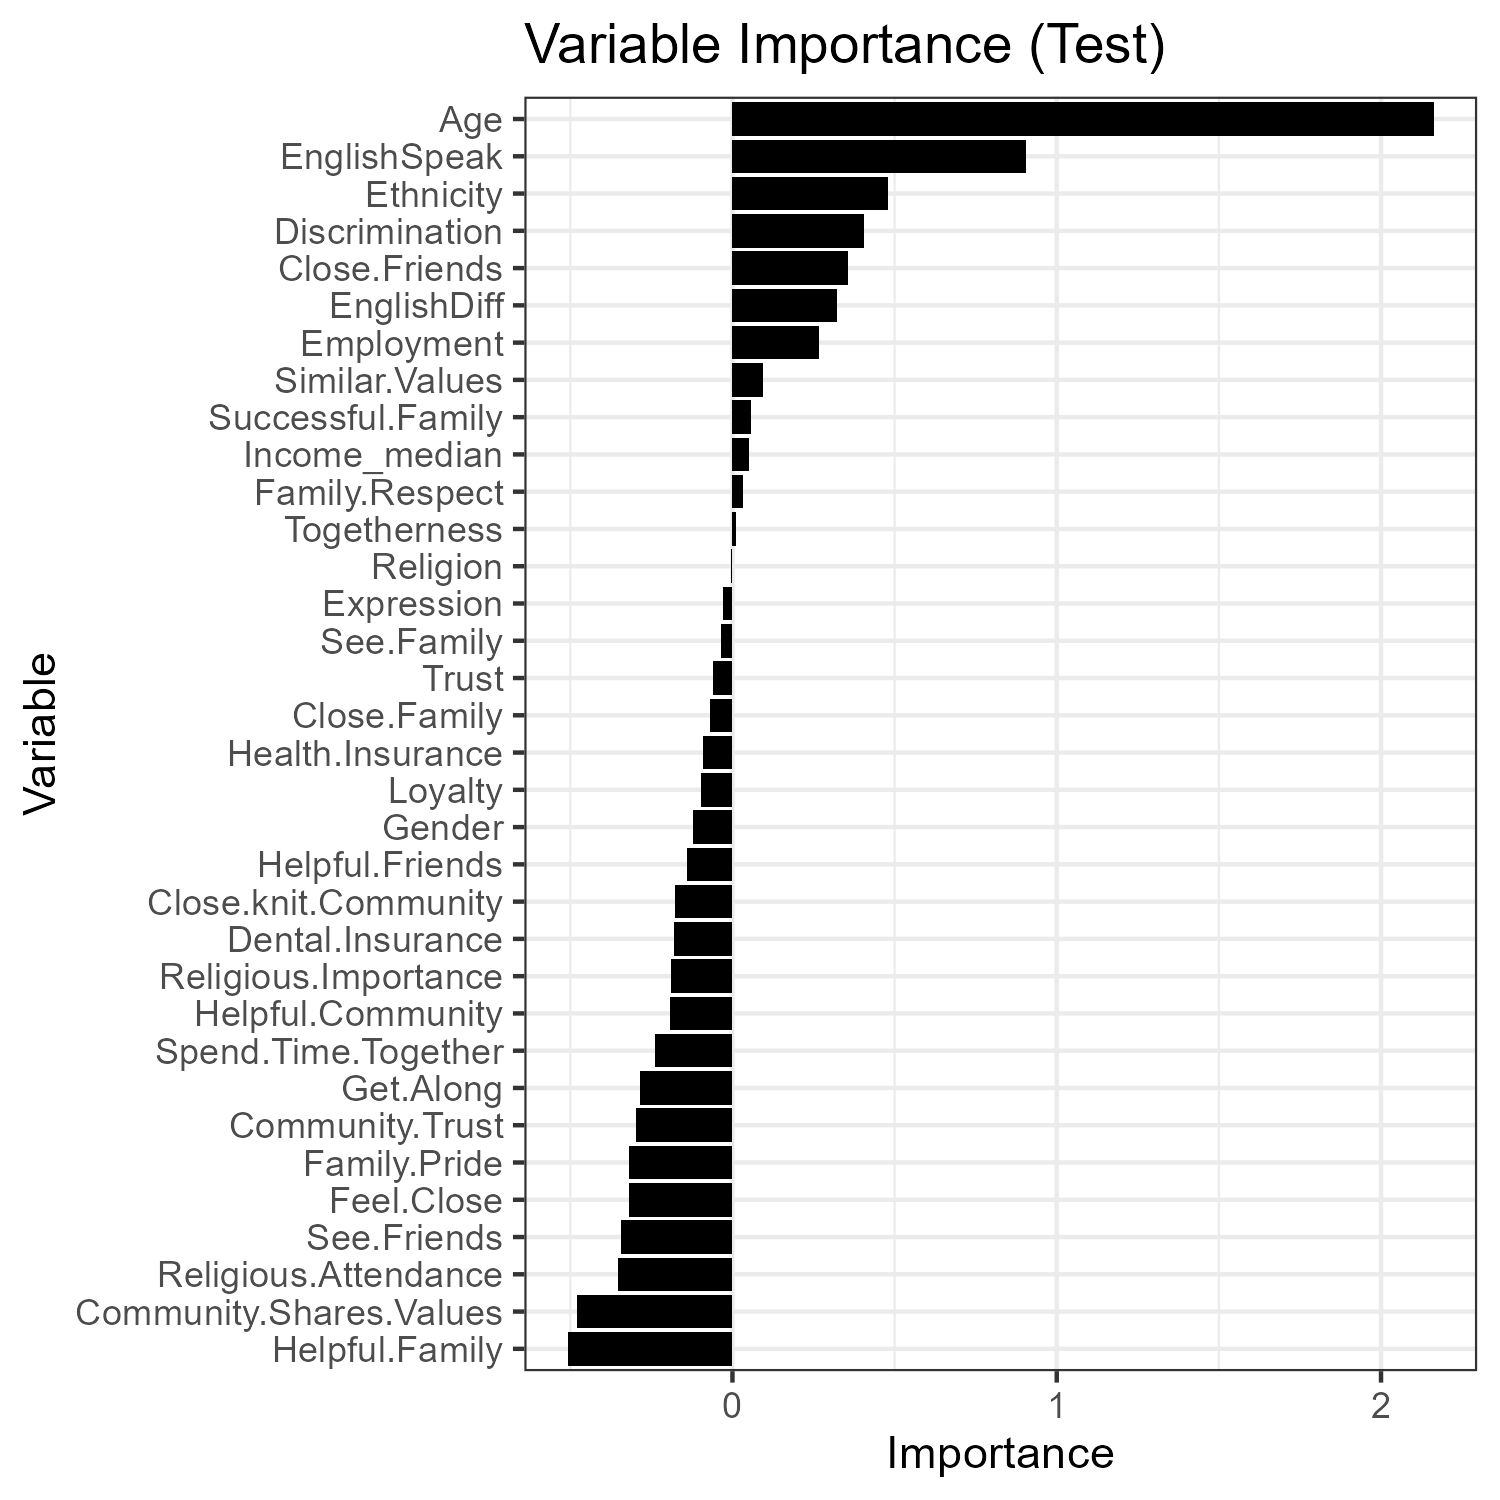 Variable Importance (Test)
Variable
Age
EnglishSpeak
Ethnicity
Discrimination
Close.Friends
EnglishDiff
Employment
Similar.Values
Successful.Family
Income_median
Family.Respect
Togetherness
Religion
Expression
See.Family
Trust
Close.Family
Health.Insurance
Loyalty
Gender
Helpful.Friends
Close.knit.Community
Dental.Insurance
Religious.Importance
Helpful.Community
Spend.Time.Together
Get.Along
Community.Trust
Family.Pride
Feel.Close
See.Friends
Religious.Attendance
Community.Shares.Values
Helpful.Family
0 1 2
Importance